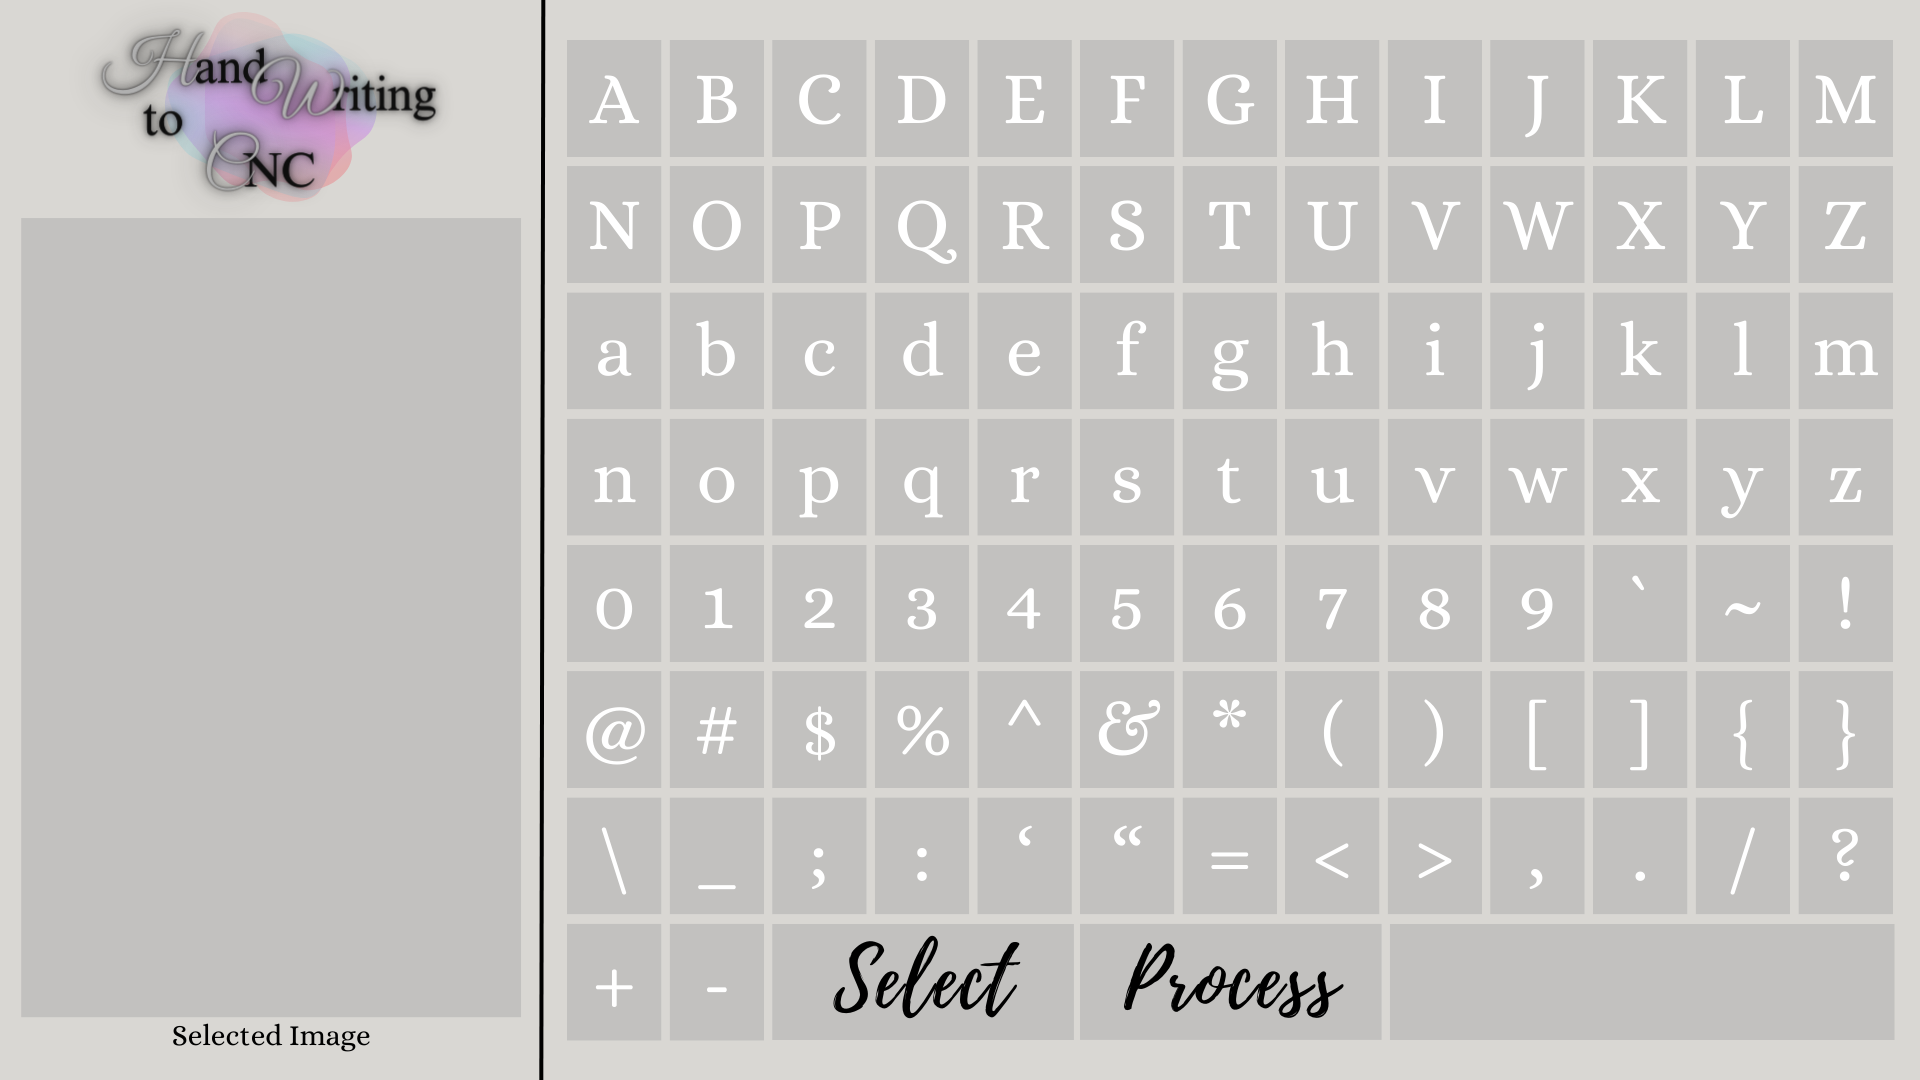 Hand Writing
to
CNC
Selected Image
A B C D E F G H I J K L M
N O P Q R S T U V W X Y Z
a b c d e f g h i j k l m
n o p q r s t u v w x y z
0 1 2 3 4 5 6 7 8 9 ` ~ !
@ # $ % ^ & * ( ) [ ] { }
\ _ ; : ‘ “ = < > , . / ?
+ - Select Process